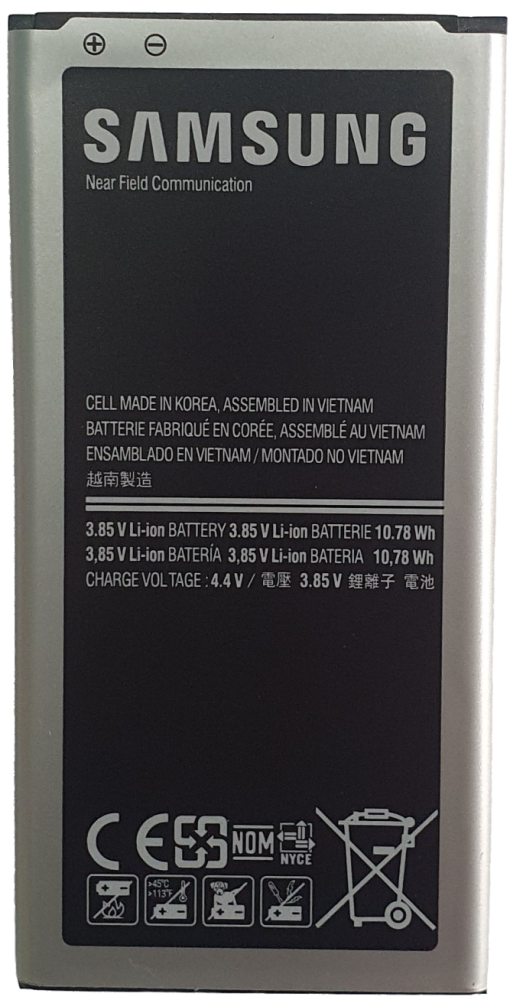 ⊕ ⊖
SAMSUNG
Near Field Communication
CELL MADE IN KOREA, ASSEMBLED IN VIETNAM
BATTERIE FABRIQUÉ EN CORÉE, ASSEMBLÉ AU VIETNAM
ENSAMBLADO EN VIETNAM / MONTADO NO VIETNAM
越南製造
3.85 V Li-ion BATTERY 3.85 V Li-ion BATTERIE 10.78 Wh
3,85 V Li-ion BATERÍA 3,85 V Li-ion BATERIA 10,78 Wh
CHARGE VOLTAGE : 4.4 V / 電壓 3.85 V 鋰離子 電池
CE NOM NYCE
>45°C
>113°F